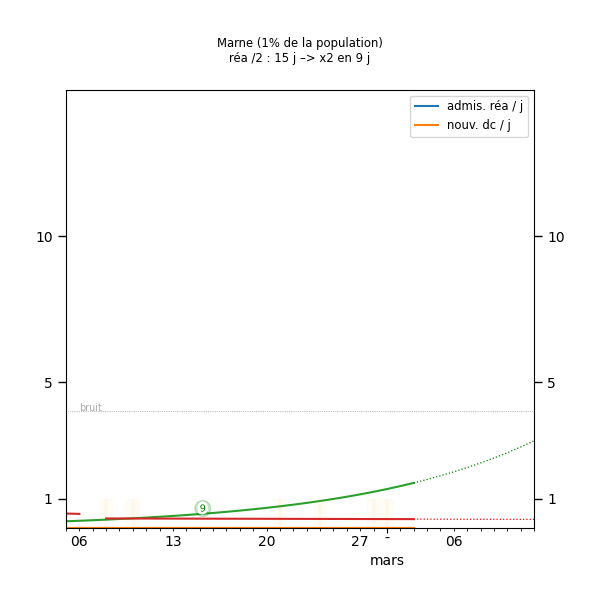 Marne (1% de la population)
réa /2 : 15 j −> x2 en 9 j
admis. réa / j
nouv. dc / j
10
10
5
5
bruit
1
1
9
06
13
20
27
-
06
mars